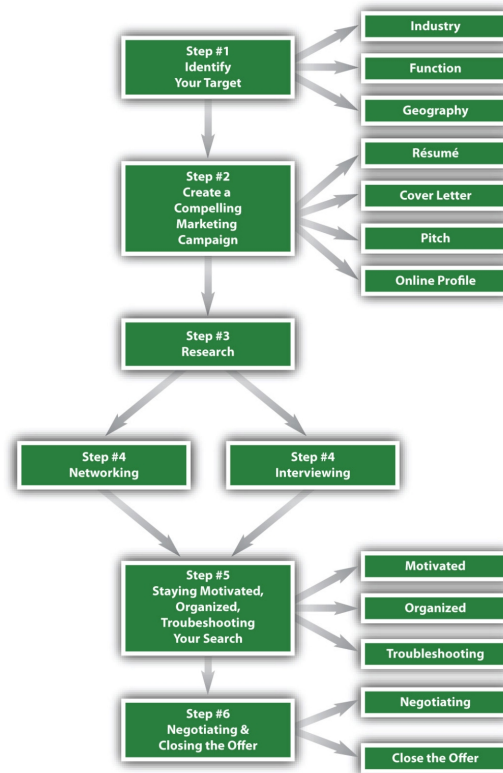 Step #1
Identify
Your Target
Industry
Function
Geography
Step #2
Create a
Compelling
Marketing
Campaign
Résumé
Cover Letter
Pitch
Online Profile
Step #3
Research
Step #4
Networking
Step #4
Interviewing
Step #5
Staying Motivated,
Organized,
Troubeshooting
Your Search
Motivated
Organized
Troubleshooting
Step #6
Negotiating &
Closing the Offer
Negotiating
Close the Offer